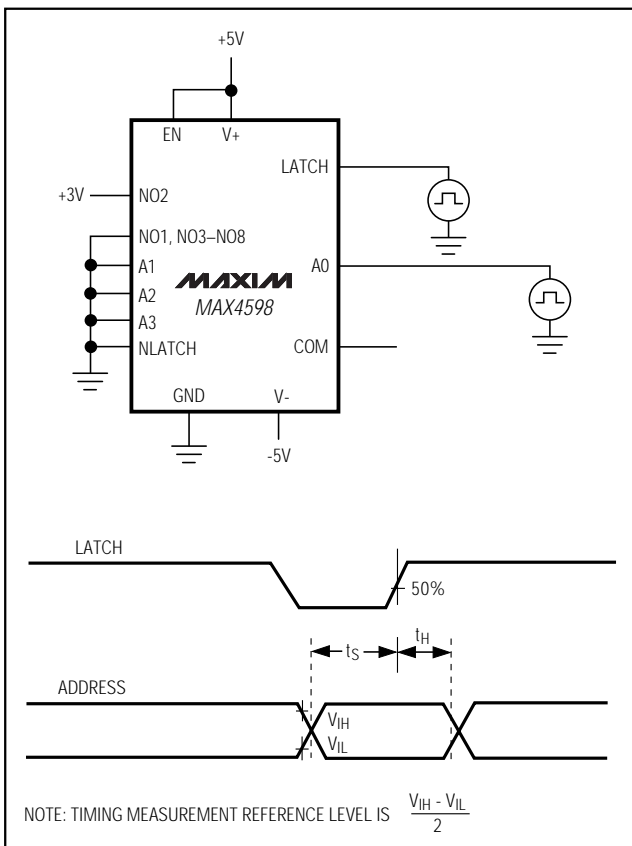 +5V
EN V+
LATCH
+3V NO2
NO1, NO3–NO8
A1 A0
MAXIM
A2
MAX4598
A3
NLATCH COM
GND V-
-5V
LATCH
50%
tS tH
ADDRESS
VIH
VIL
NOTE: TIMING MEASUREMENT REFERENCE LEVEL IS VIH - VIL
2